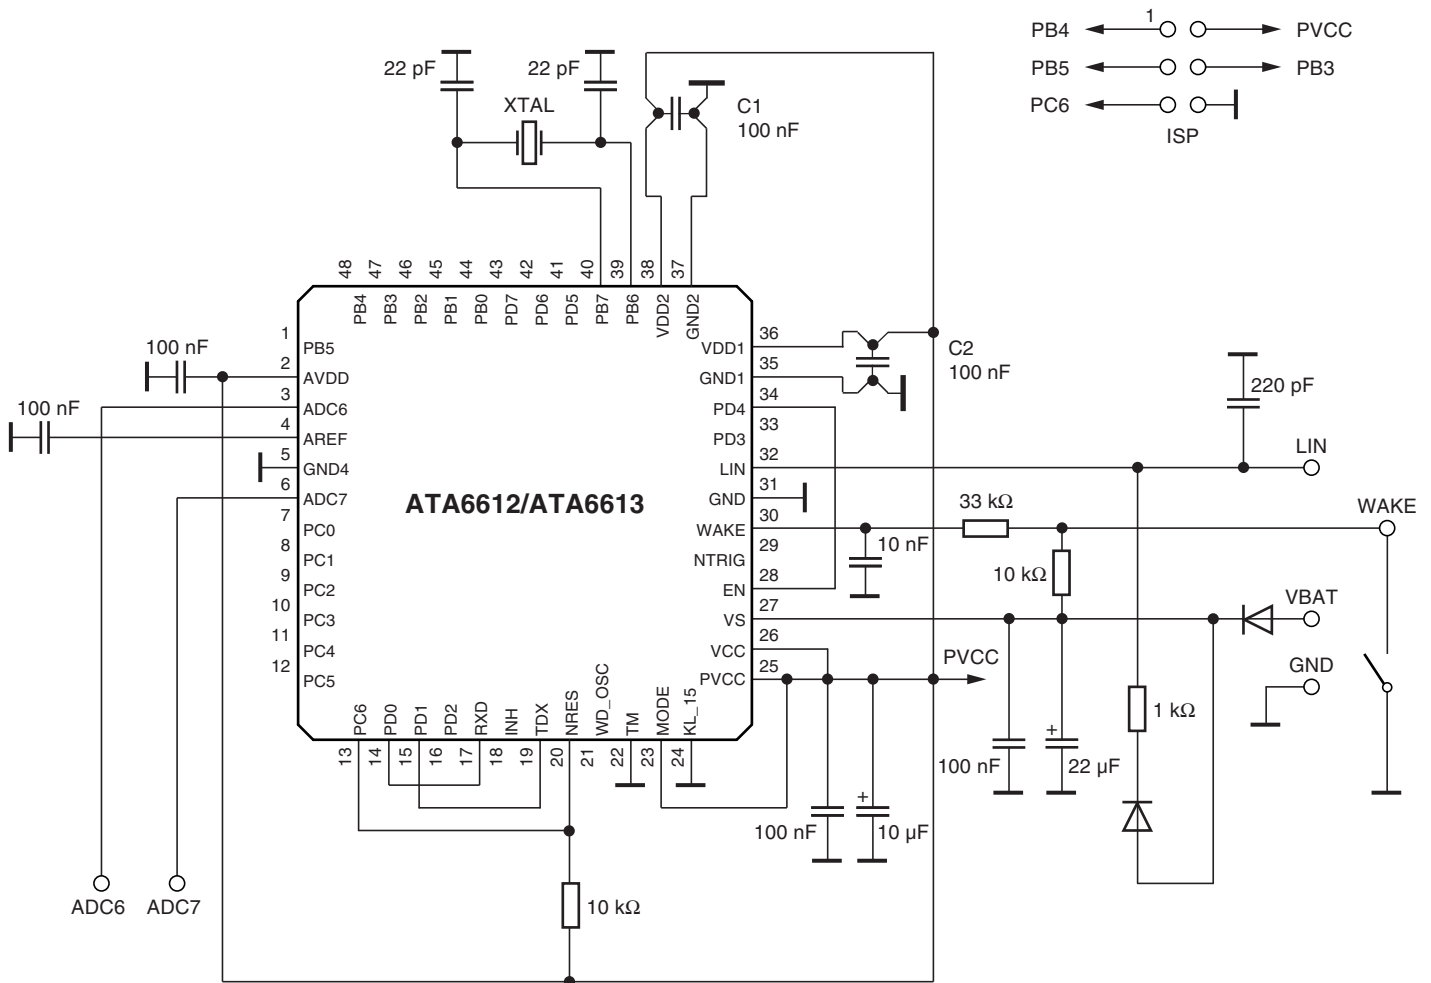 PB4
1
PVCC
PB5
PB3
PC6
ISP
22 pF
22 pF
XTAL
C1
100 nF
48
47
46
45
44
43
42
41
40
39
38
37
PB4
PB3
PB2
PB1
PB0
PD7
PD6
PD5
PB7
PB6
VDD2
GND2
100 nF
100 nF
1
PB5
2
AVDD
3
ADC6
4
AREF
5
GND4
6
ADC7
7
PC0
8
PC1
9
PC2
10
PC3
11
PC4
12
PC5
ATA6612/ATA6613
36
VDD1
35
GND1
34
PD4
33
PD3
32
LIN
31
GND
30
WAKE
29
NTRIG
28
EN
27
VS
26
VCC
25
PVCC
C2
100 nF
220 pF
LIN
33 kΩ
WAKE
10 nF
10 kΩ
VBAT
PVCC
GND
1 kΩ
100 nF
+
22 µF
PC6
PD0
PD1
PD2
RXD
INH
TDX
NRES
WD_OSC
TM
MODE
KL_15
13
14
15
16
17
18
19
20
21
22
23
24
100 nF
+
10 µF
10 kΩ
ADC6
ADC7